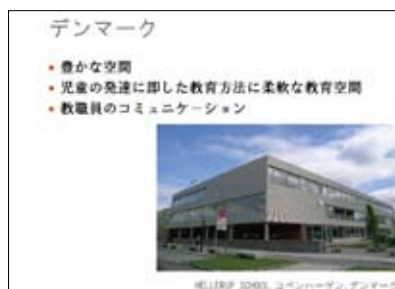 デンマーク
• 豊かな空間
• 児童の発達に即した教育方法に柔軟な教育空間
• 教職員のコミュニケーション
HELLERUP SCHOOL, コペンハーゲン, デンマーク